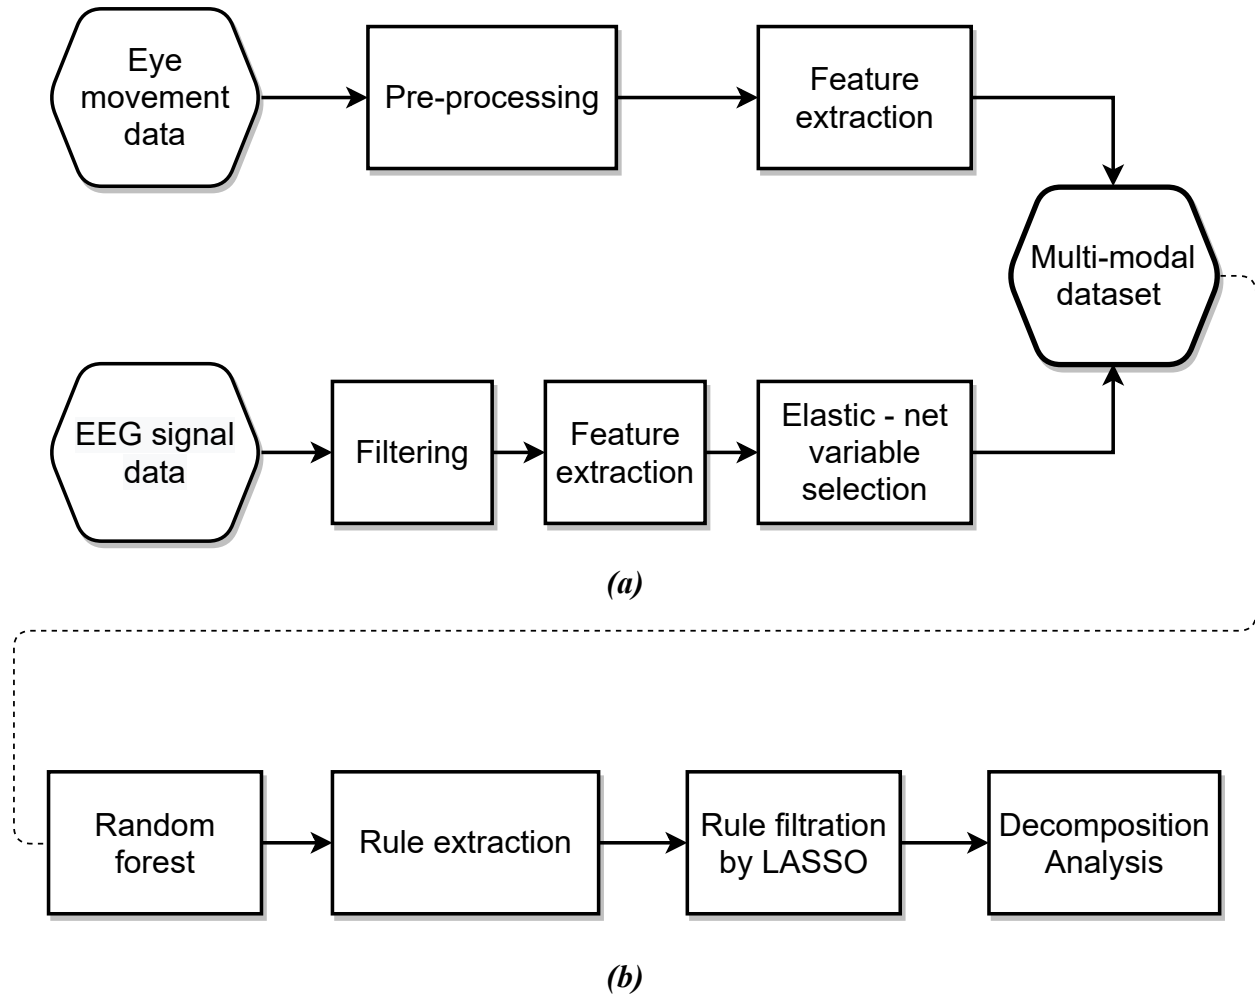 Eye
movement
data
Pre-processing
Feature
extraction
Multi-modal
dataset
EEG signal
data
Filtering
Feature
extraction
Elastic - net
variable
selection
(a)
Random
forest
Rule extraction
Rule filtration
by LASSO
Decomposition
Analysis
(b)